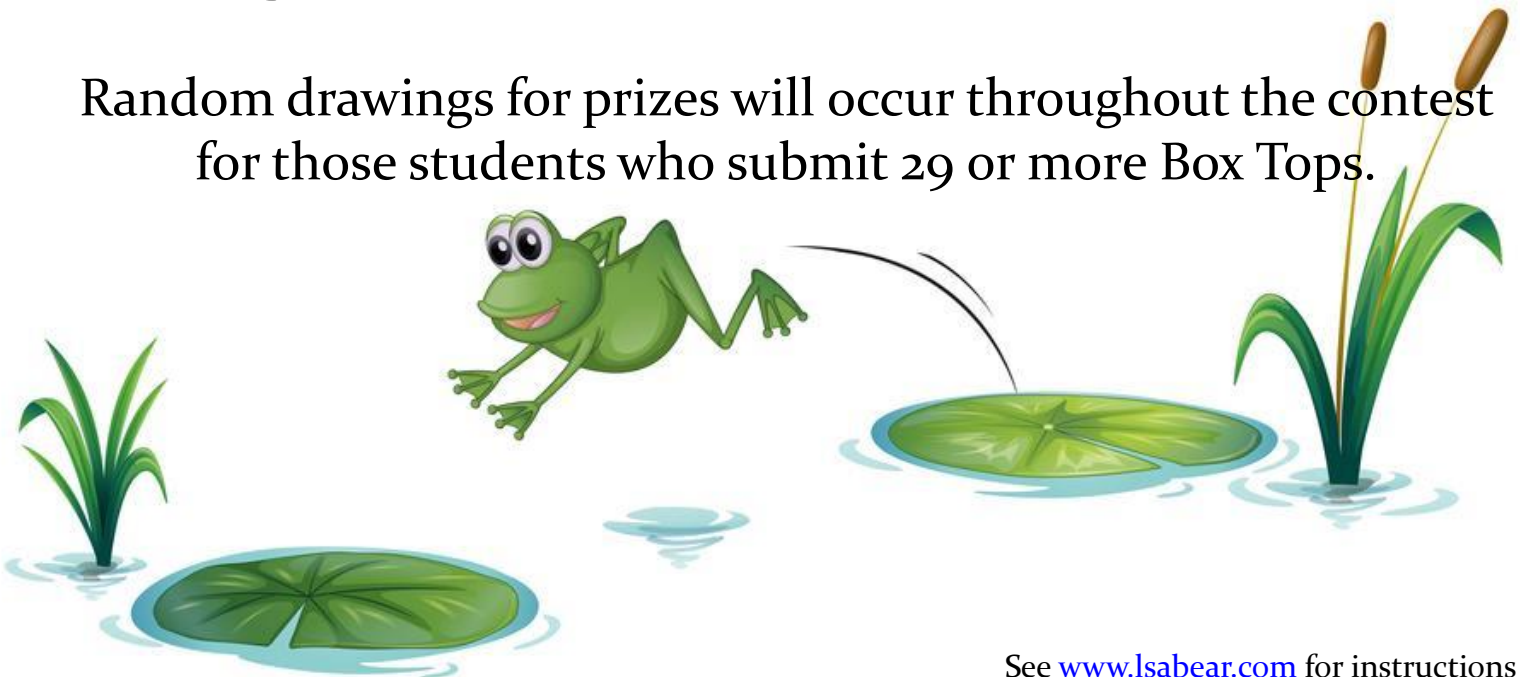 Random drawings for prizes will occur throughout the contest
for those students who submit 29 or more Box Tops.
See www.lsabear.com for instructions